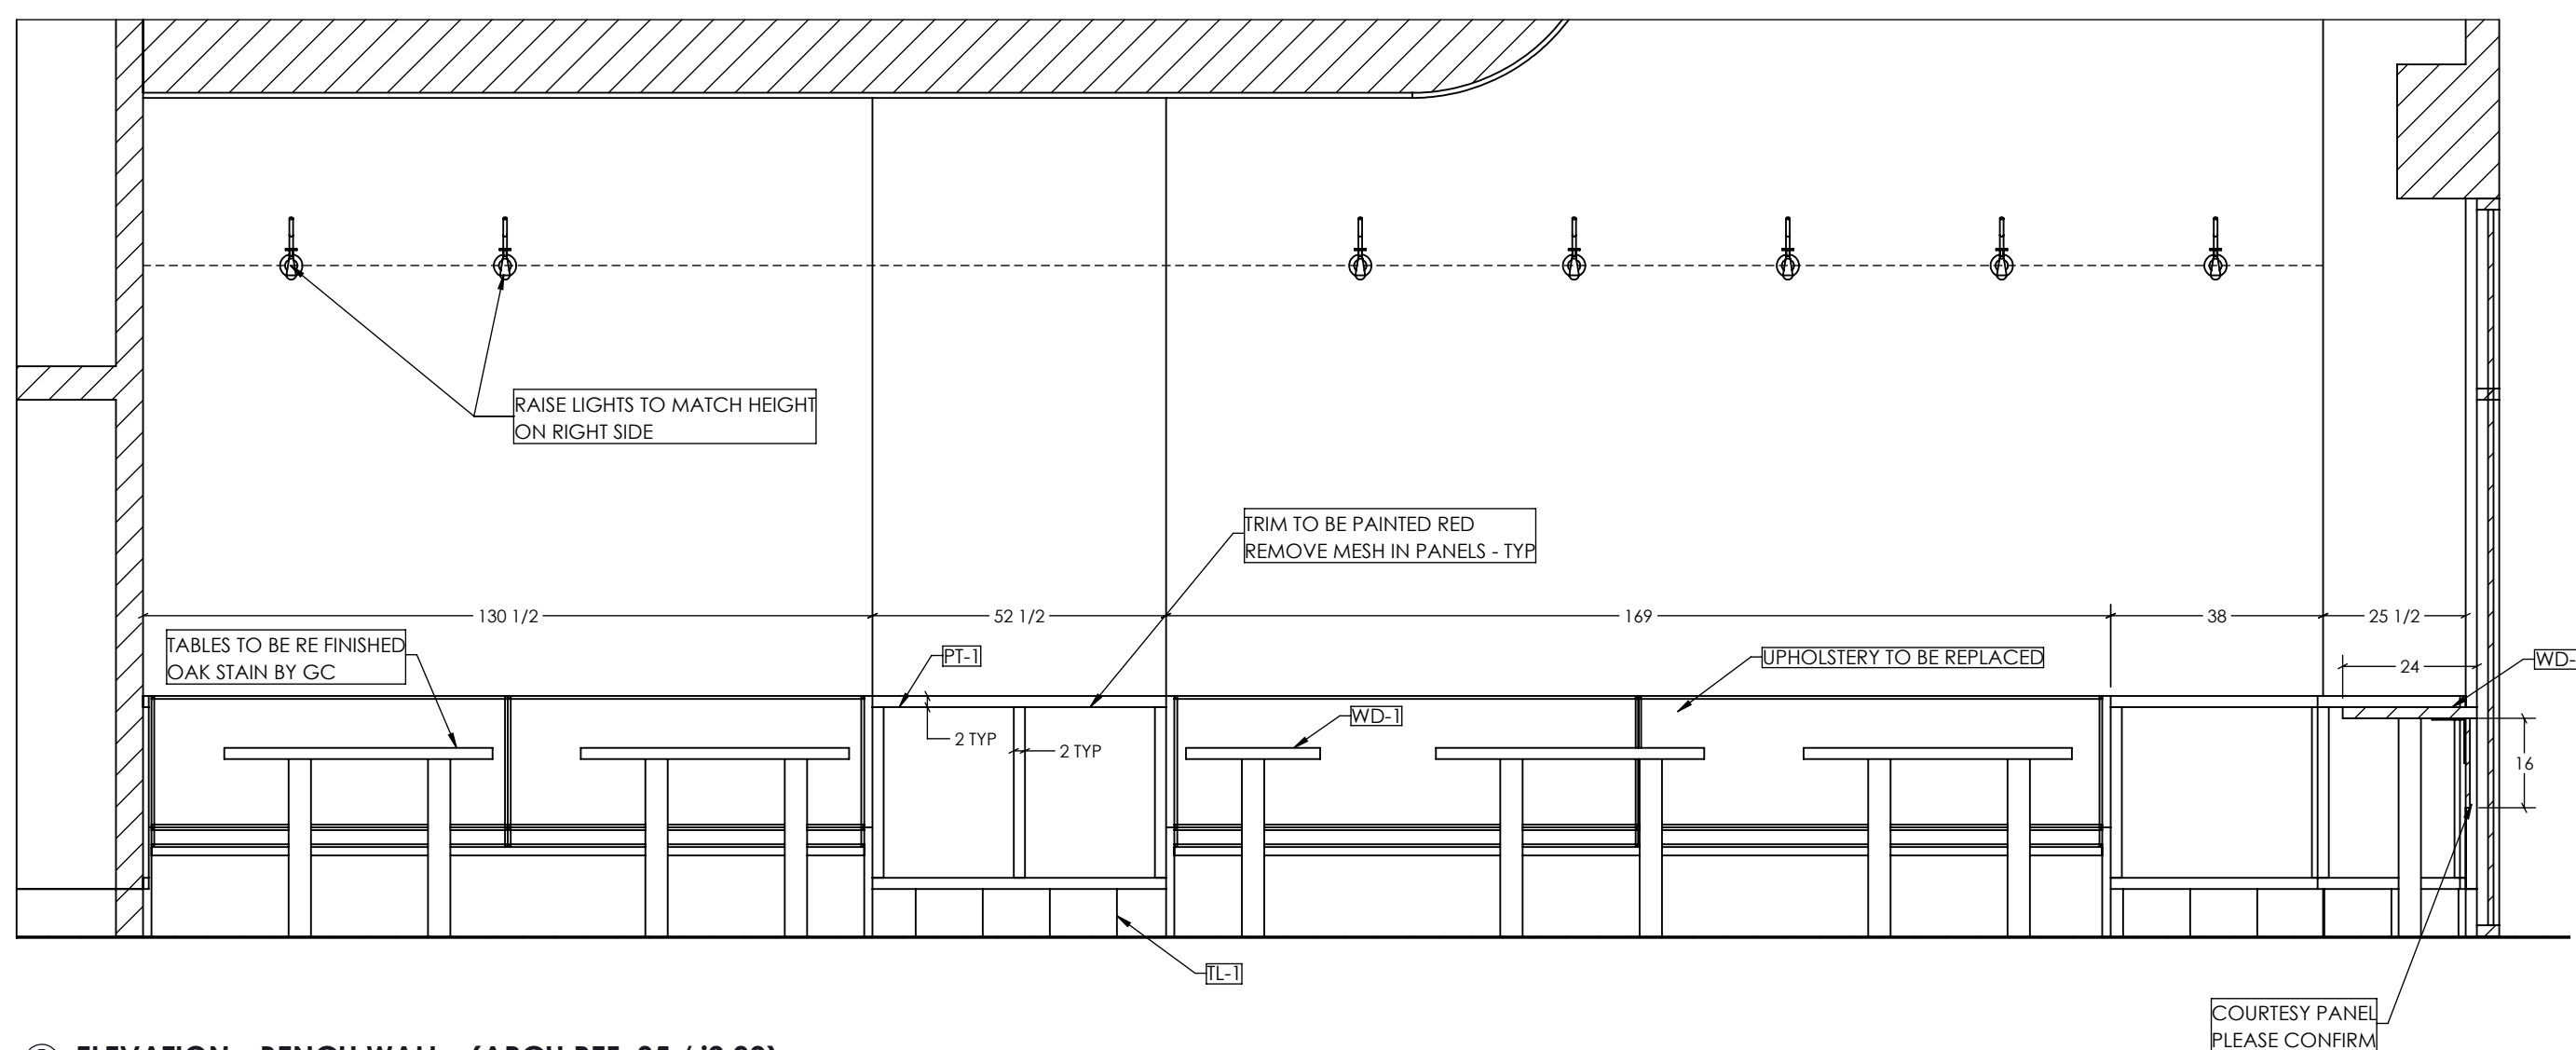 RAISE LIGHTS TO MATCH HEIGHT
ON RIGHT SIDE
TRIM TO BE PAINTED RED
REMOVE MESH IN PANELS - TYP
130 1/2
52 1/2
169
38
25 1/2
TABLES TO BE RE FINISHED
OAK STAIN BY GC
PT-1
UPHOLSTERY TO BE REPLACED
24
WD-
WD-1
2 TYP
2 TYP
16
TL-1
COURTESY PANEL
PLEASE CONFIRM